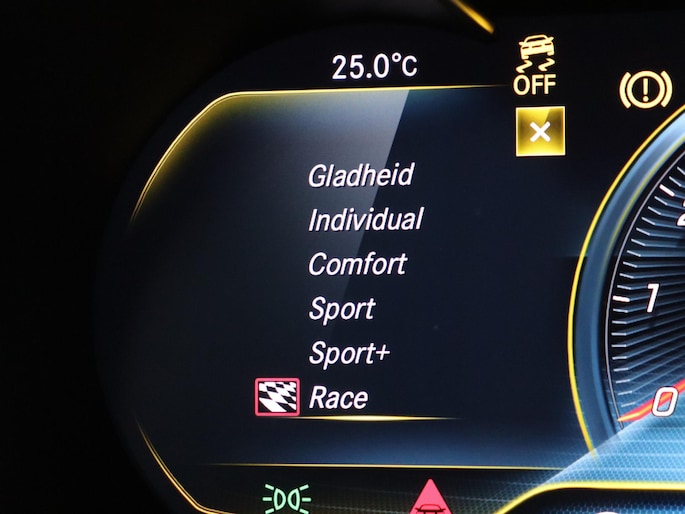 25.0°C
OFF
Gladheid
Individual
Comfort
Sport
Sport+
Race
1
0